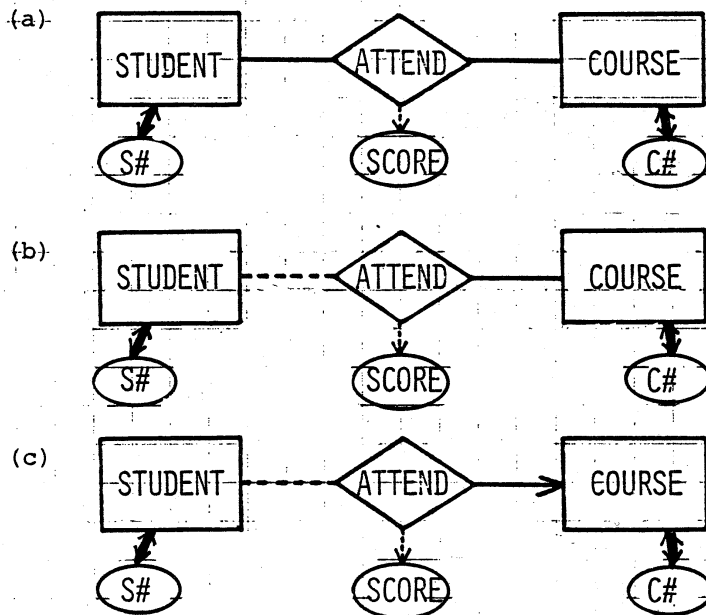 (a)
STUDENT ATTEND COURSE
S# SCORE C#
(b)
STUDENT ATTEND COURSE
S# SCORE C#
(c)
STUDENT ATTEND COURSE
S# SCORE C#